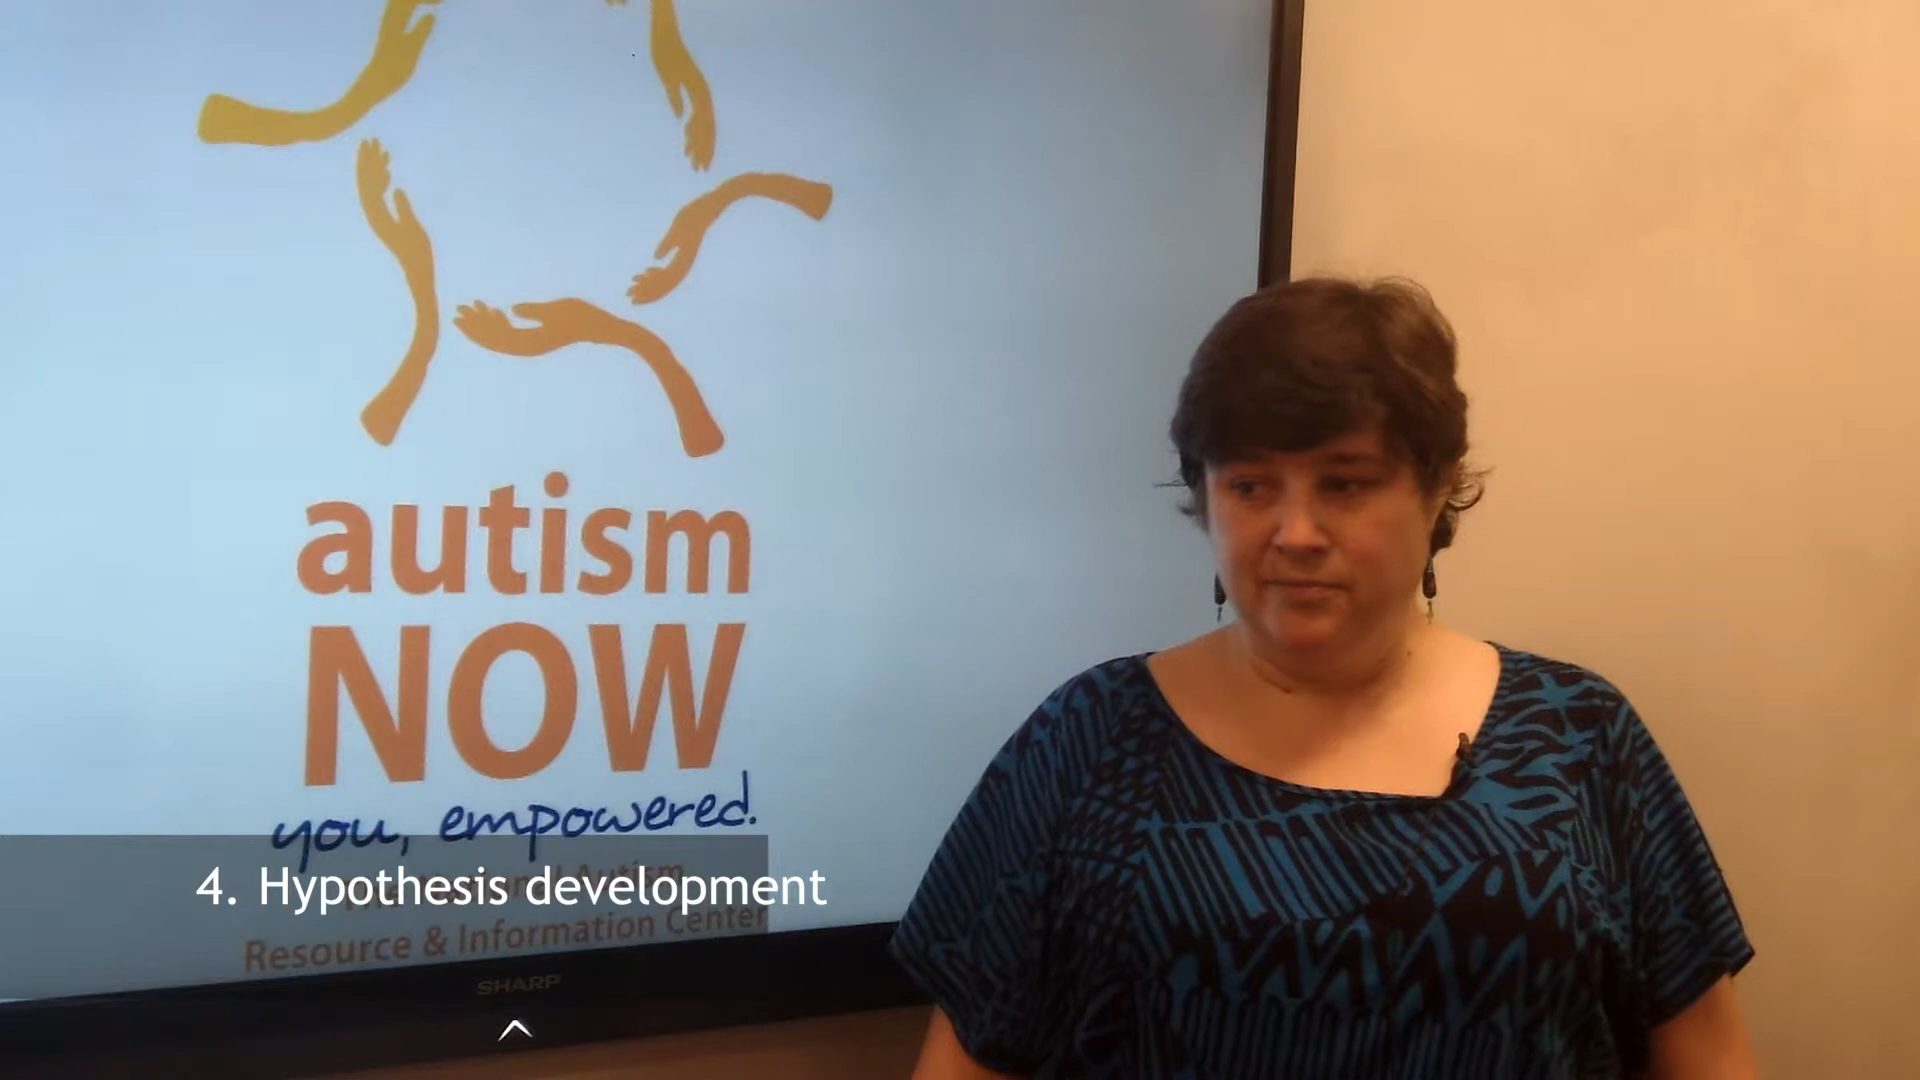 autism
NOW
you, empowered.
4. Hypothesis development
Resource & Information Center
SHARP